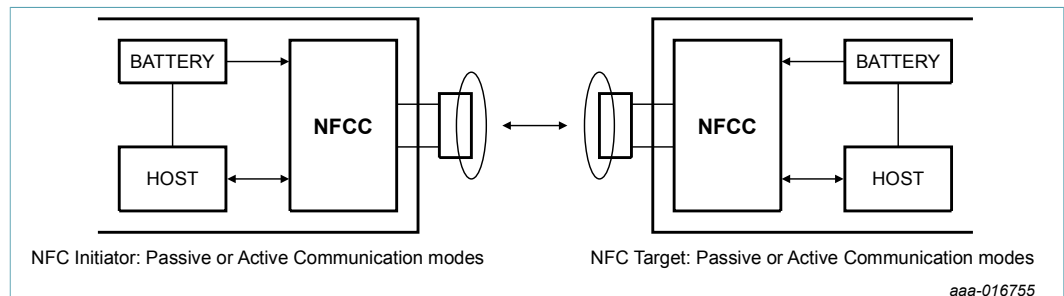 BATTERY
NFCC
HOST
BATTERY
NFCC
HOST
NFC Initiator: Passive or Active Communication modes
NFC Target: Passive or Active Communication modes
aaa-016755